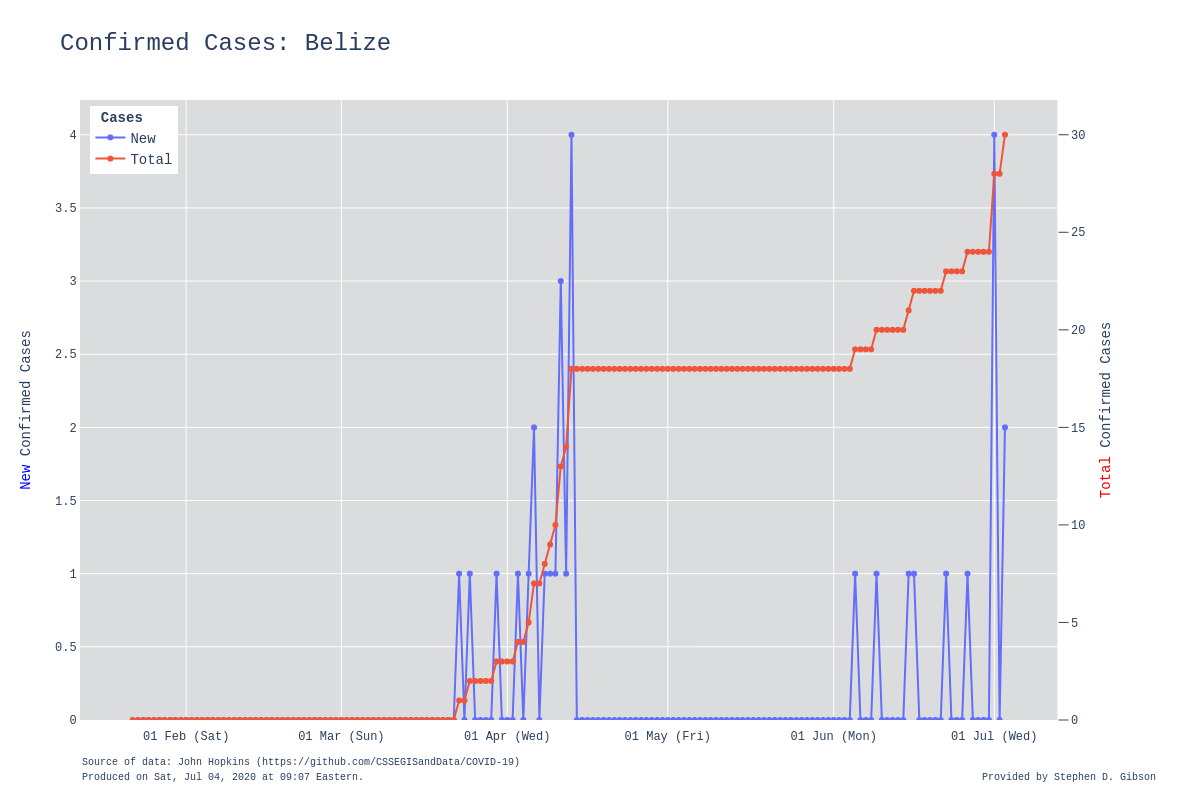 Confirmed Cases: Belize
Cases
New
Total
4
3.5
3
2.5
2
1.5
1
0.5
0
30
25
20
15
10
5
0
New Confirmed Cases
Total Confirmed Cases
01 Feb (Sat)
01 Mar (Sun)
01 Apr (Wed)
01 May (Fri)
01 Jun (Mon)
01 Jul (Wed)
Source of data: John Hopkins (https://github.com/CSSEGISandData/COVID-19)
Produced on Sat, Jul 04, 2020 at 09:07 Eastern.
Provided by Stephen D. Gibson